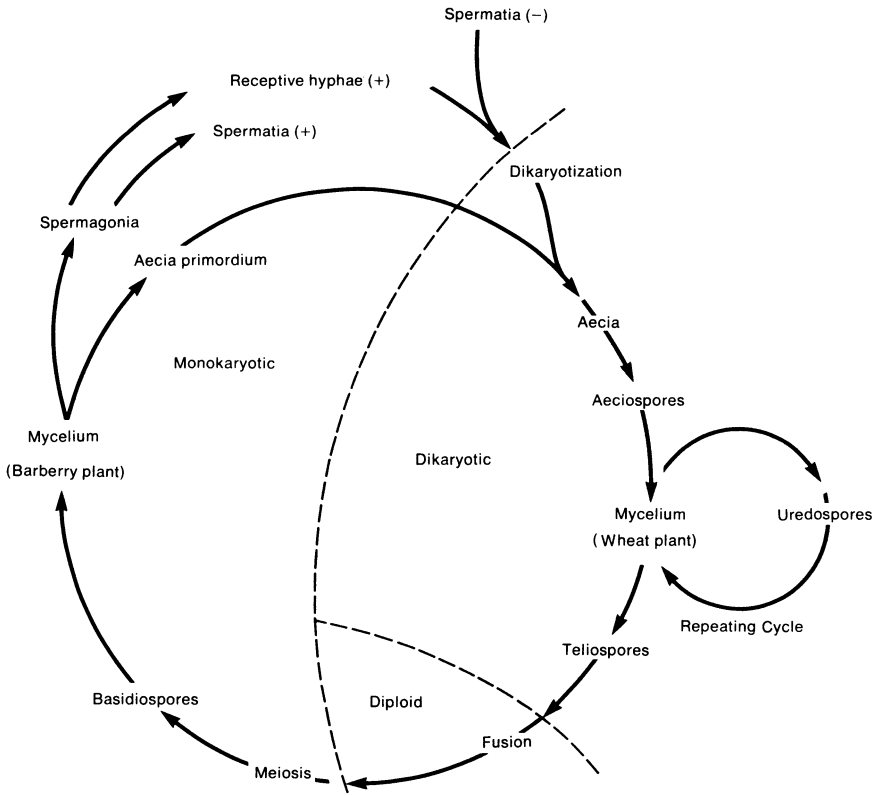 Spermatia (−)
Receptive hyphae (+)
Spermatia (+)
Dikaryotization
Spermagonia
Aecia primordium
Aecia
Monokaryotic
Aeciospores
Mycelium
(Barberry plant)
Dikaryotic
Mycelium
(Wheat plant)
Uredospores
Repeating Cycle
Teliospores
Basidiospores
Diploid
Fusion
Meiosis